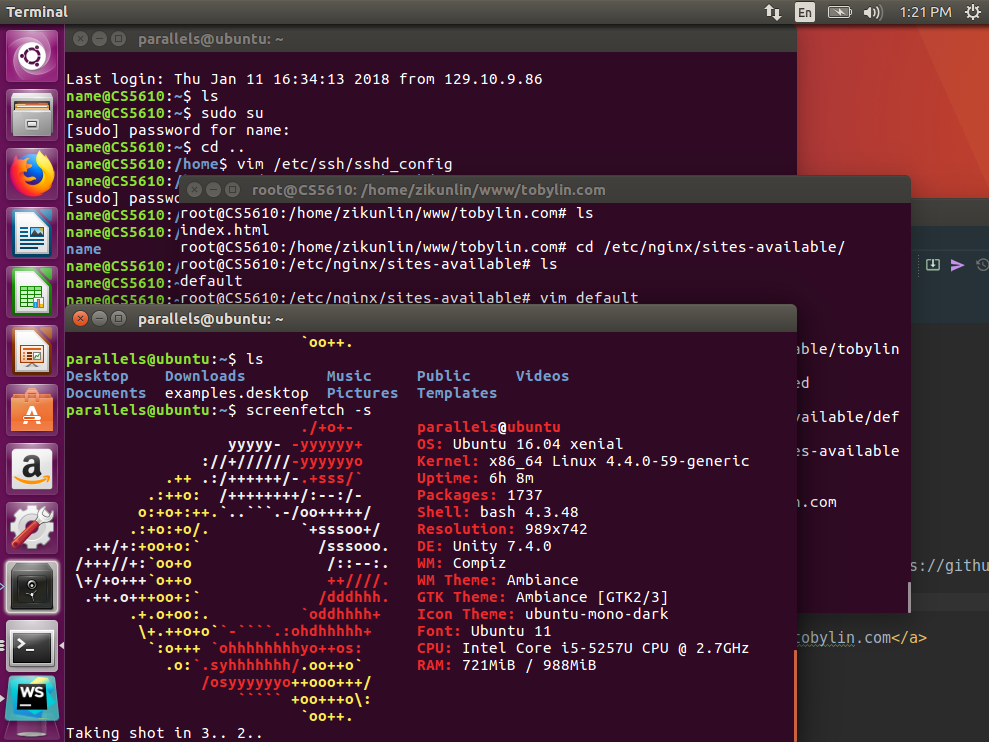 Terminal
En
1:21 PM
parallels@ubuntu: ~
Last login: Thu Jan 11 16:34:13 2018 from 129.10.9.86
name@CS5610:~$ ls
name@CS5610:~$ sudo su
[sudo] password for name:
name@CS5610:~$ cd ..
name@CS5610:/home$ vim /etc/ssh/sshd_config
name@CS5610:/
[sudo] passwo
name@CS5610:/
name
name@CS5610:/
name@CS5610:~
name@CS5610:~
root@CS5610: /home/zikunlin/www/tobylin.com
root@CS5610:/home/zikunlin/www/tobylin.com# ls
index.html
root@CS5610:/home/zikunlin/www/tobylin.com# cd /etc/nginx/sites-available/
root@CS5610:/etc/nginx/sites-available# ls
default
root@CS5610:/etc/nginx/sites-available# vim default
able/tobylin
ed
vailable/def
es-available
n.com
s://githu
tobylin.com</a>
parallels@ubuntu: ~
`oo++.
parallels@ubuntu:~$ ls
Desktop Downloads Music Public Videos
Documents examples.desktop Pictures Templates
parallels@ubuntu:~$ screenfetch -s
./+o+- parallels@ubuntu
yyyyy- -yyyyyy+ OS: Ubuntu 16.04 xenial
://+//////-yyyyyyo Kernel: x86_64 Linux 4.4.0-59-generic
.++ .:/++++++/-.+sss/` Uptime: 6h 8m
.:++o: /++++++++/:--:/- Packages: 1737
o:+o+:++.`..```.-/oo+++++/ Shell: bash 4.3.48
.:+o:+o/. `+sssoo+/ Resolution: 989x742
.++/+:+oo+o:` /sssooo. DE: Unity 7.4.0
/+++//+:`oo+o /::--:. WM: Compiz
\+/+o+++`o++o ++////. WM Theme: Ambiance
.++.o+++oo+:` /dddhhh. GTK Theme: Ambiance [GTK2/3]
.+.o+oo:. `oddhhhh+ Icon Theme: ubuntu-mono-dark
\+.++o+o``-````.:ohdhhhhh+ Font: Ubuntu 11
`:o+++ `ohhhhhhhhyo++os: CPU: Intel Core i5-5257U CPU @ 2.7GHz
.o:`.syhhhhhhh/.oo++o` RAM: 721MiB / 988MiB
/osyyyyyyo++ooo+++/
````` +oo+++o\:
`oo++.
Taking shot in 3.. 2..
a
WS